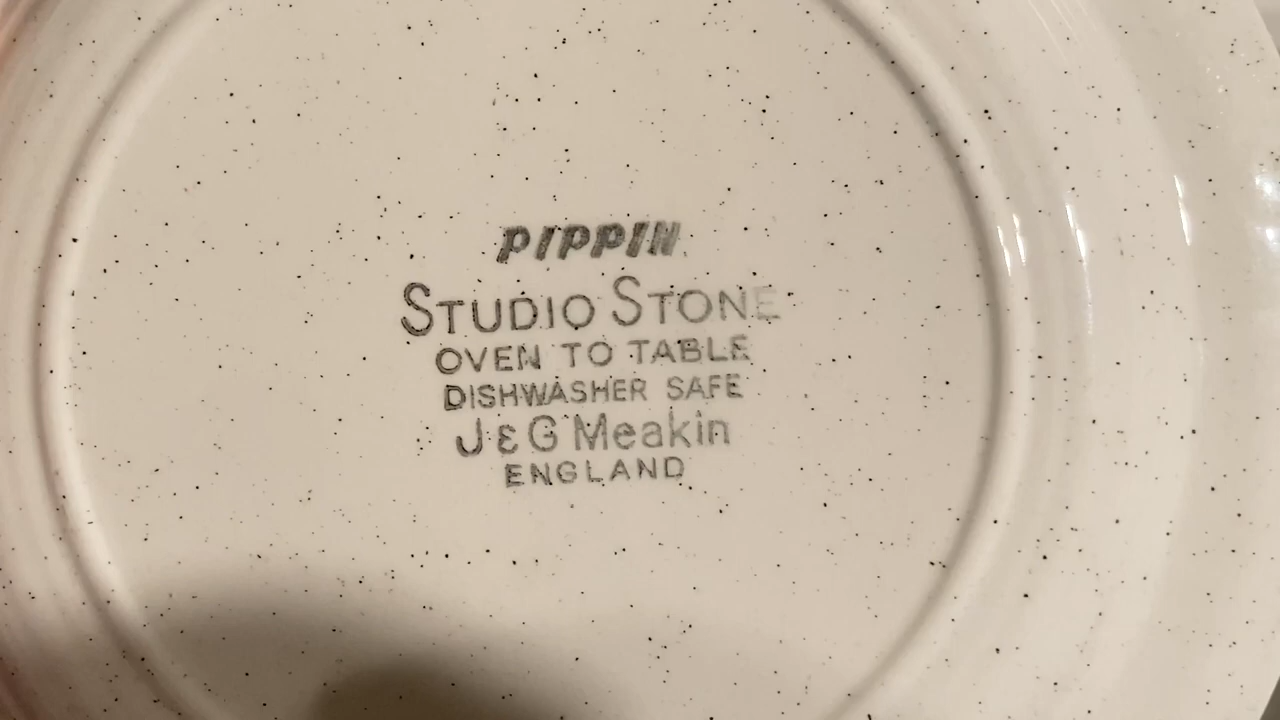 PIPPIN
STUDIO STONE
OVEN TO TABLE
DISHWASHER SAFE
J & G Meakin
ENGLAND